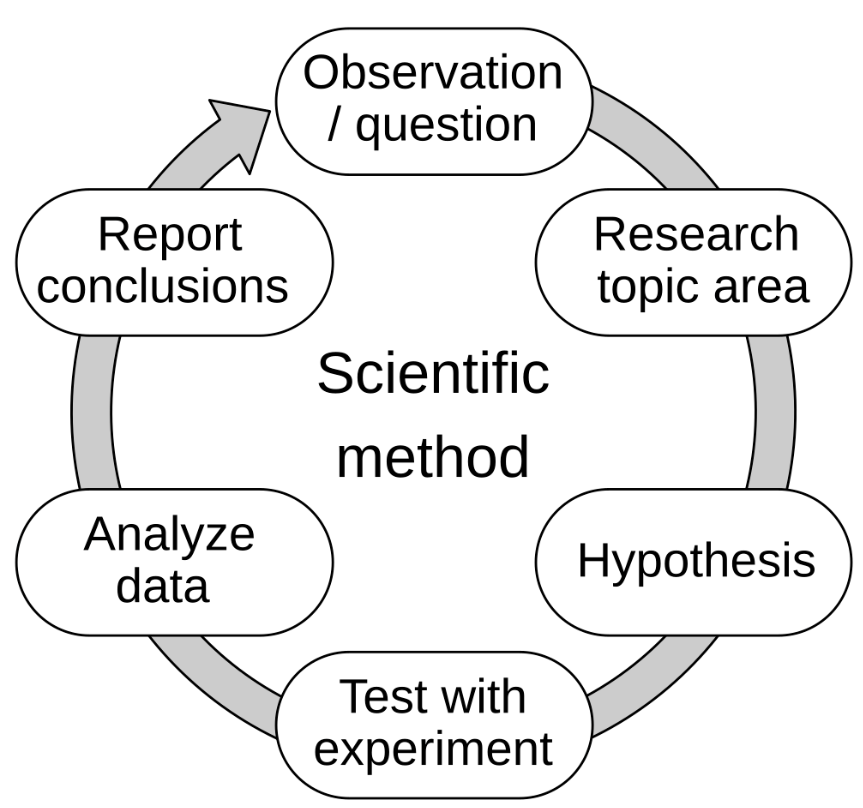 Observation
/ question
Research
topic area
Hypothesis
Test with
experiment
Analyze
data
Report
conclusions
Scientific
method